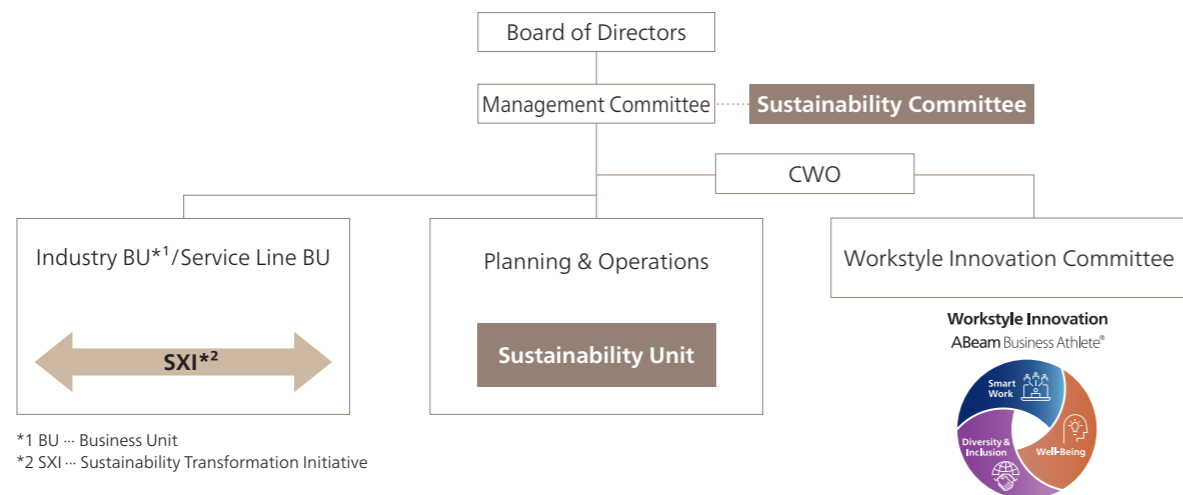 Board of Directors
Management Committee
Sustainability Committee
CWO
Industry BU*¹/Service Line BU
SXI*²
Planning & Operations
Sustainability Unit
Workstyle Innovation Committee
Workstyle Innovation
ABeam Business Athlete®
Smart
Work
Diversity &
Inclusion
Well-Being
*1 BU ··· Business Unit
*2 SXI ··· Sustainability Transformation Initiative